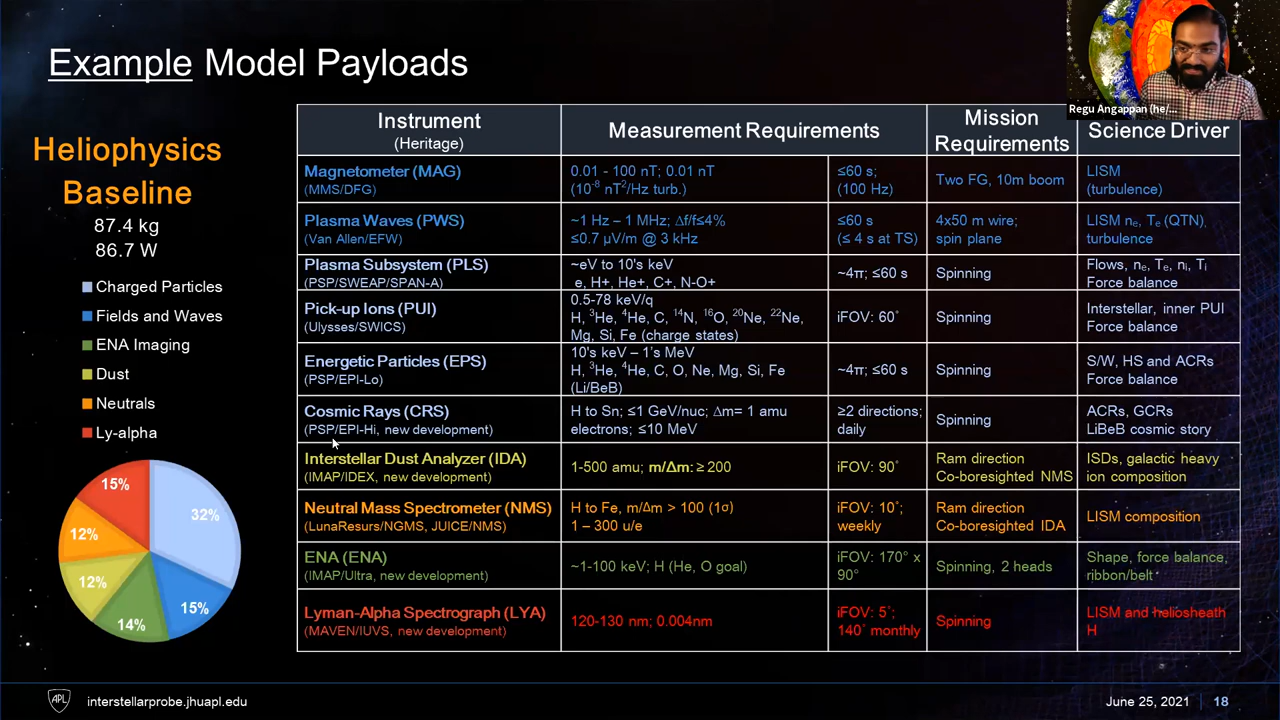 Example Model Payloads
Regu Angappan (he/...
Heliophysics
Baseline
87.4 kg
86.7 W
Charged Particles
Fields and Waves
ENA Imaging
Dust
Neutrals
Ly-alpha
15%
32%
12%
12%
14%
15%
Instrument
(Heritage)
Measurement Requirements
Mission
Requirements
Science Driver
Magnetometer (MAG)
(MMS/DFG)
0.01 - 100 nT; 0.01 nT
(10⁻⁸ nT²/Hz turb.)
≤60 s;
(100 Hz)
Two FG, 10m boom
LISM
(turbulence)
Plasma Waves (PWS)
(Van Allen/EFW)
~1 Hz – 1 MHz; Δf/f≤4%
≤0.7 μV/m @ 3 kHz
≤60 s
(≤ 4 s at TS)
4x50 m wire;
spin plane
LISM nₑ, Tₑ (QTN),
turbulence
Plasma Subsystem (PLS)
(PSP/SWEAP/SPAN-A)
~eV to 10's keV
e, H+, He+, C+, N-O+
~4π; ≤60 s
Spinning
Flows, nₑ, Tₑ, nᵢ, Tᵢ
Force balance
Pick-up Ions (PUI)
(Ulysses/SWICS)
0.5-78 keV/q
H, ³He, ⁴He, C, ¹⁴N, ¹⁶O, ²⁰Ne, ²²Ne,
Mg, Si, Fe (charge states)
iFOV: 60˚
Spinning
Interstellar, inner PUI
Force balance
Energetic Particles (EPS)
(PSP/EPI-Lo)
10's keV – 1's MeV
H, ³He, ⁴He, C, O, Ne, Mg, Si, Fe
(Li/BeB)
~4π; ≤60 s
Spinning
S/W, HS and ACRs
Force balance
Cosmic Rays (CRS)
(PSP/EPI-Hi, new development)
H to Sn; ≤1 GeV/nuc; Δm= 1 amu
electrons; ≤10 MeV
≥2 directions;
daily
Spinning
ACRs, GCRs
LiBeB cosmic story
Interstellar Dust Analyzer (IDA)
(IMAP/IDEX, new development)
1-500 amu; m/Δm: ≥ 200
iFOV: 90˚
Ram direction
Co-boresighted NMS
ISDs, galactic heavy
ion composition
Neutral Mass Spectrometer (NMS)
(LunaResurs/NGMS, JUICE/NMS)
H to Fe, m/Δm > 100 (1σ)
1 – 300 u/e
iFOV: 10˚;
weekly
Ram direction
Co-boresighted IDA
LISM composition
ENA (ENA)
(IMAP/Ultra, new development)
~1-100 keV; H (He, O goal)
iFOV: 170° x
90°
Spinning, 2 heads
Shape, force balance,
ribbon/belt
Lyman-Alpha Spectrograph (LYA)
(MAVEN/IUVS, new development)
120-130 nm; 0.004nm
iFOV: 5˚;
140˚ monthly
Spinning
LISM and heliosheath
H
APL
interstellarprobe.jhuapl.edu
June 25, 2021
18